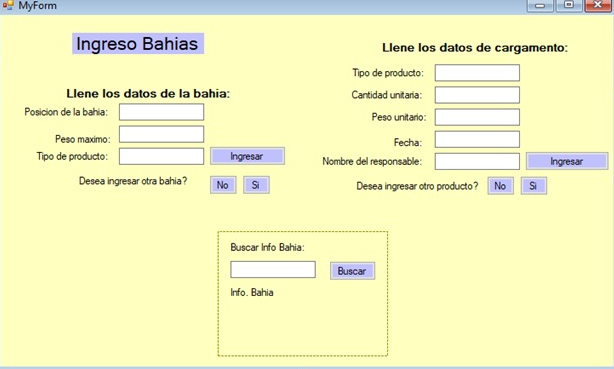 MyForm
Ingreso Bahias
Llene los datos de la bahia:
Posicion de la bahia:
Peso maximo:
Tipo de producto:
Ingresar
Desea ingresar otra bahia?
No
Si
Llene los datos de cargamento:
Tipo de producto:
Cantidad unitaria:
Peso unitario:
Fecha:
Nombre del responsable:
Ingresar
Desea ingresar otro producto?
No
Si
Buscar Info Bahia:
Buscar
Info. Bahia